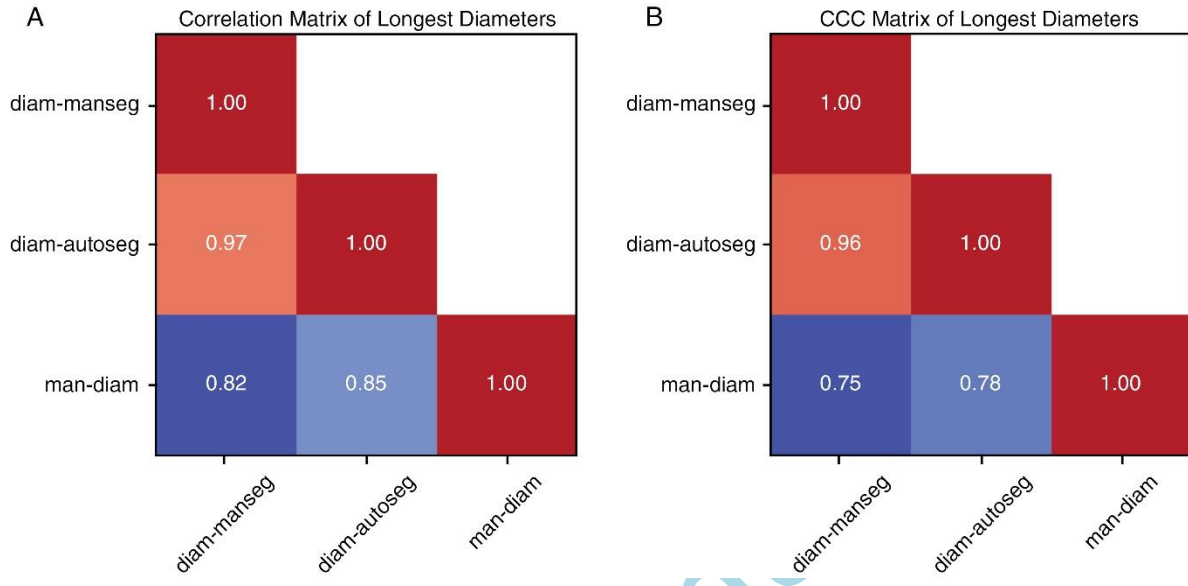 A
Correlation Matrix of Longest Diameters
diam-manseg
1.00
diam-autoseg
0.97 1.00
man-diam
0.82 0.85 1.00
diam-manseg
diam-autoseg
man-diam
B
CCC Matrix of Longest Diameters
diam-manseg
1.00
diam-autoseg
0.96 1.00
man-diam
0.75 0.78 1.00
diam-manseg
diam-autoseg
man-diam